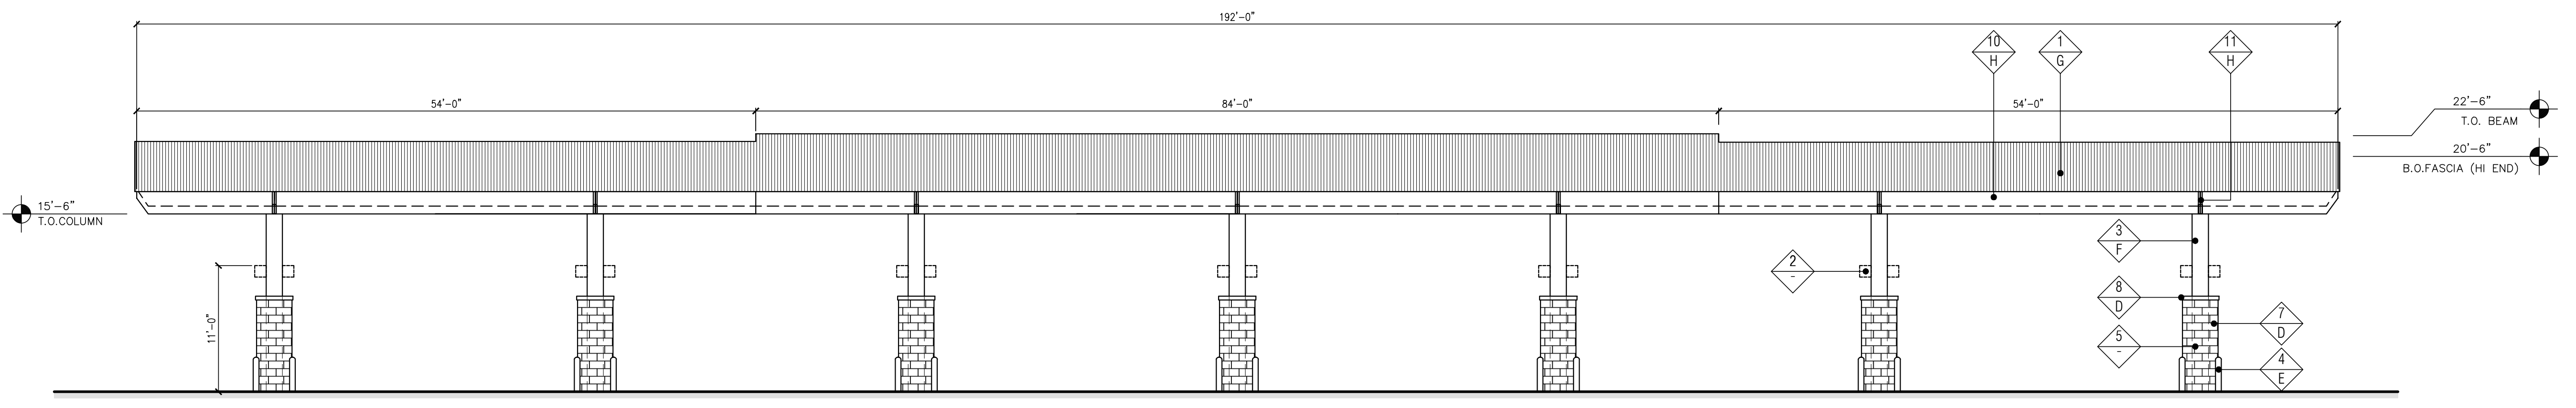 192'-0"
10
H
1
G
11
H
54'-0"
84'-0"
54'-0"
22'-6"
T.O. BEAM
20'-6"
B.O.FASCIA (HI END)
15'-6"
T.O.COLUMN
3
F
2
-
8
D
7
D
11'-0"
5
-
4
E